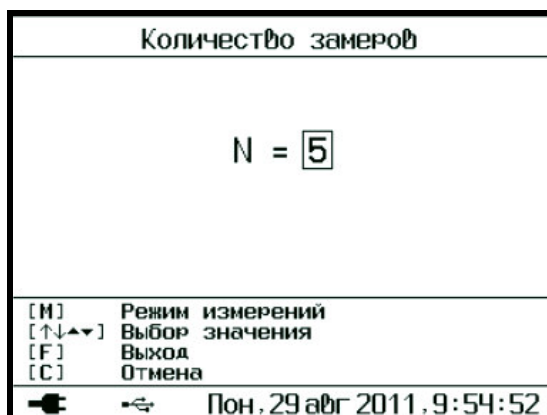 Количество замеров
N = 5
[М] Режим измерений
[↑↓▲▼] Выбор значения
[F] Выход
[C] Отмена
Пон, 29 авг 2011, 9:54:52